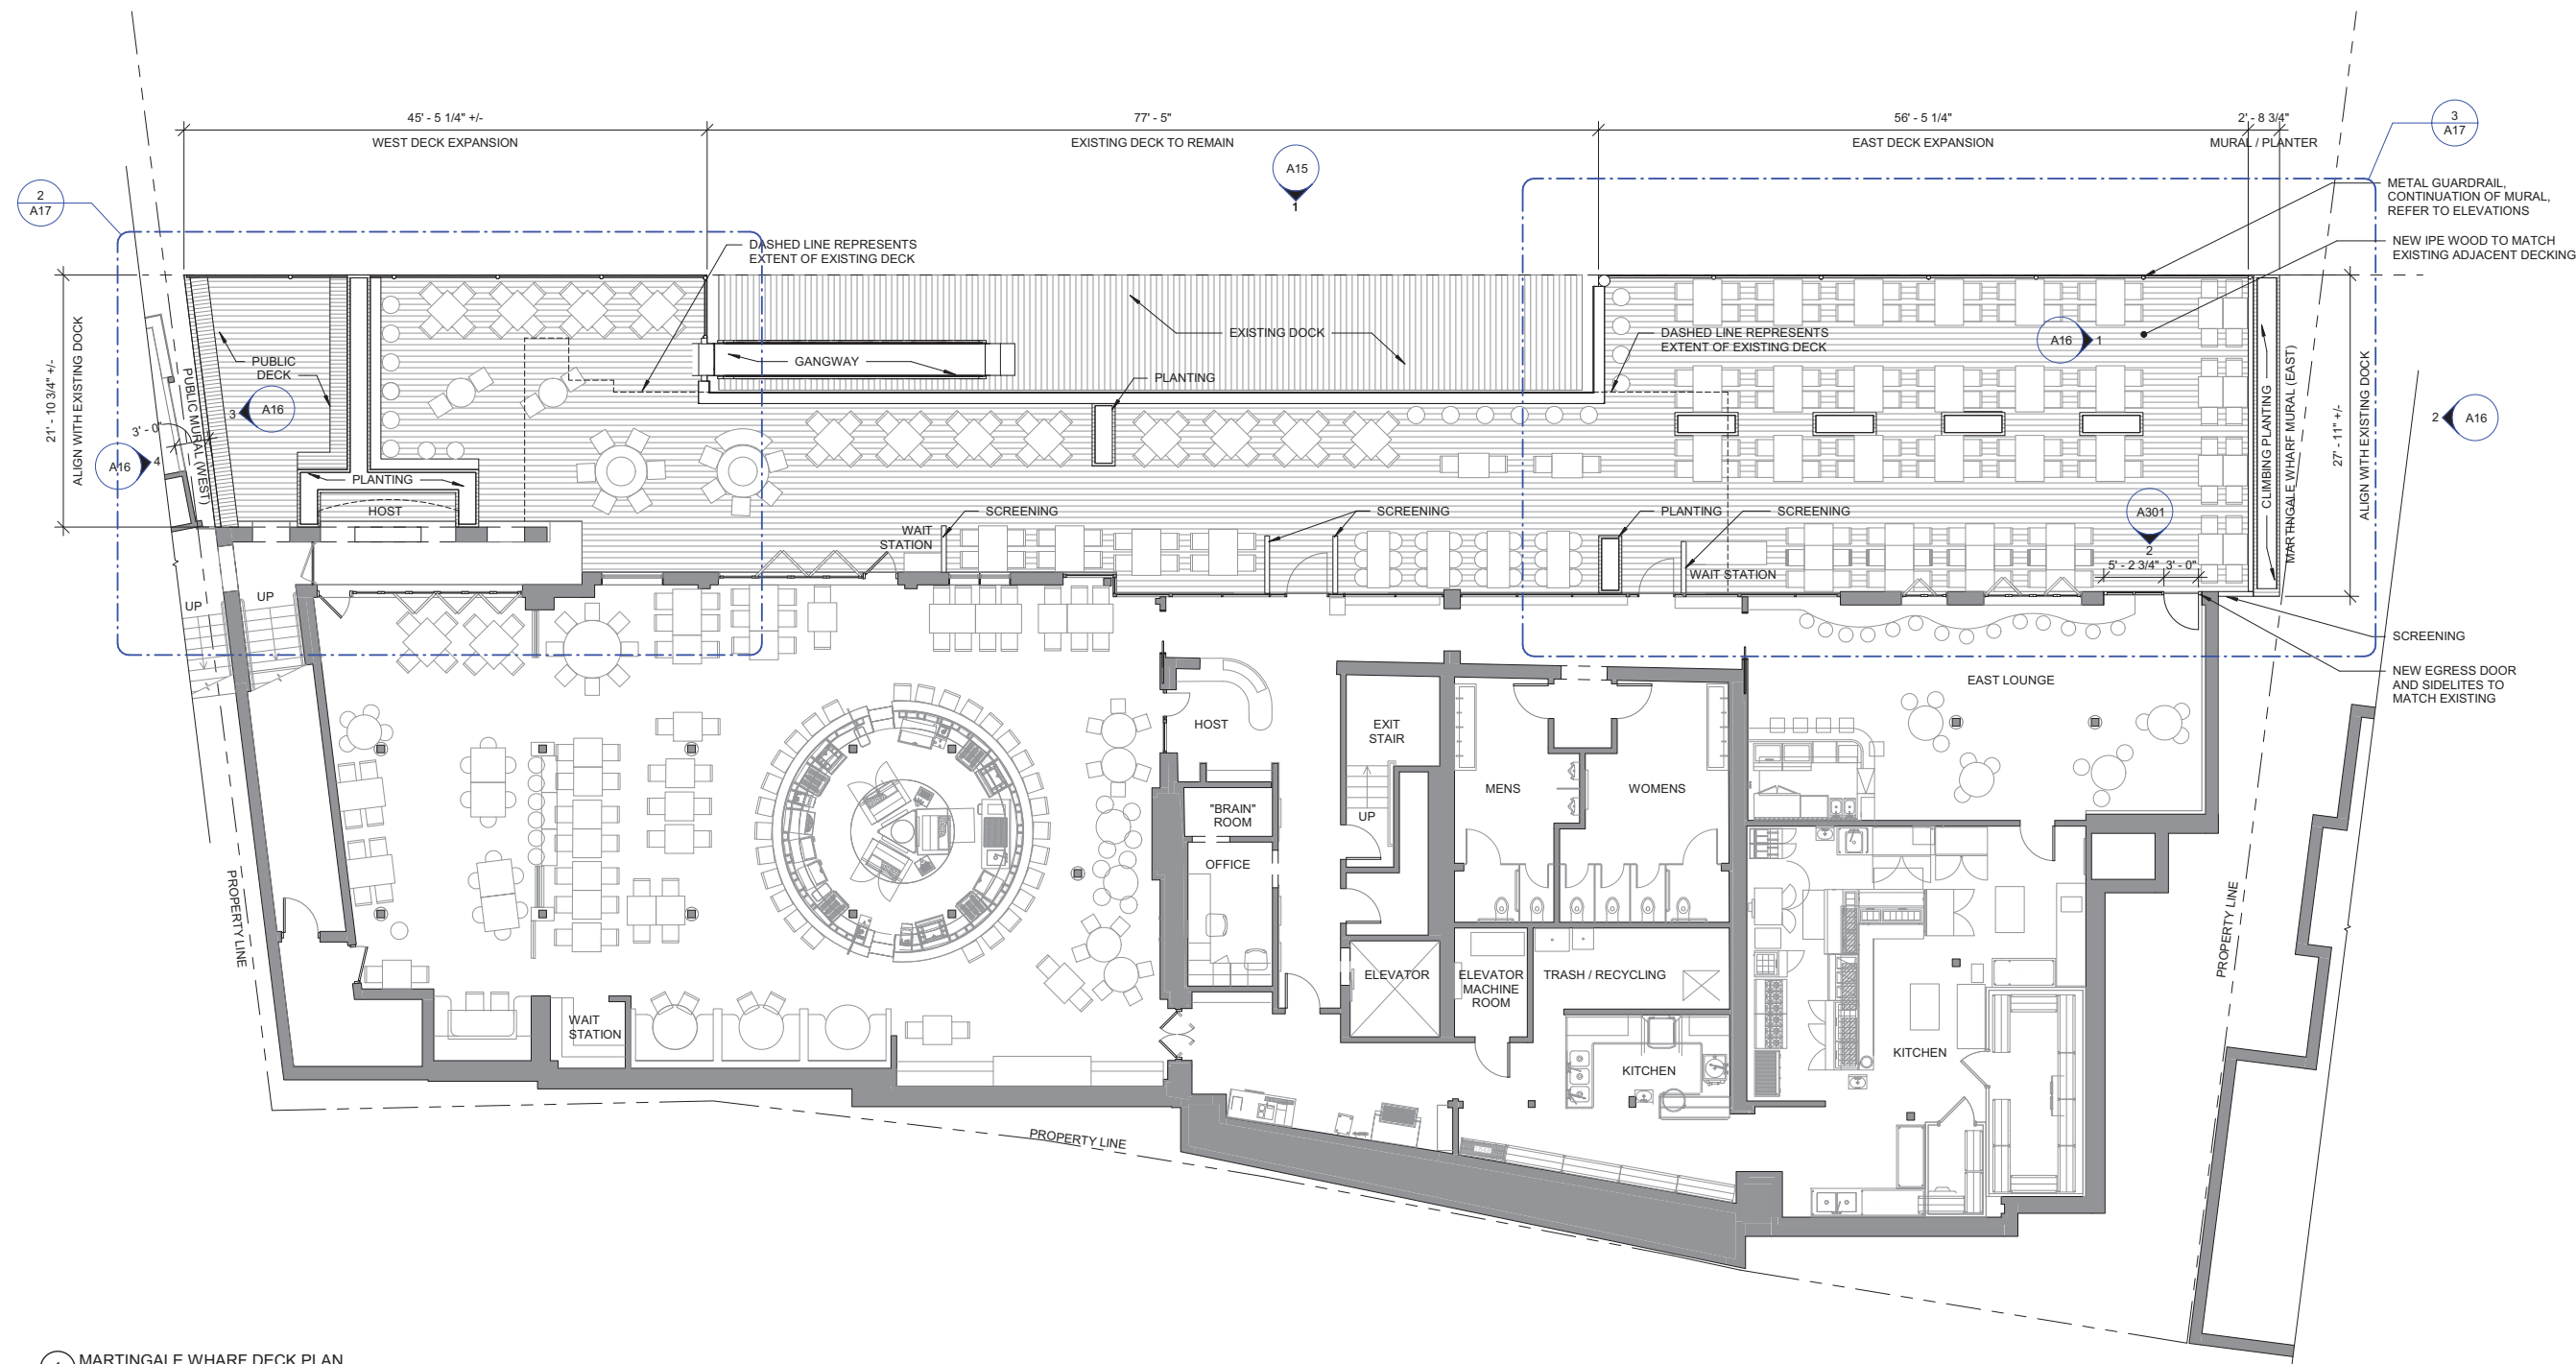 45' - 5 1/4" +/-
77' - 5"
56' - 5 1/4"
2' - 8 3/4"
WEST DECK EXPANSION
EXISTING DECK TO REMAIN
EAST DECK EXPANSION
MURAL / PLANTER
3
A17
A15
1
2
A17
METAL GUARDRAIL,
CONTINUATION OF MURAL,
REFER TO ELEVATIONS
NEW IPE WOOD TO MATCH
EXISTING ADJACENT DECKING
DASHED LINE REPRESENTS
EXTENT OF EXISTING DECK
21' - 10 3/4" +/-
ALIGN WITH EXISTING DOCK
PUBLIC
DECK
PUBLIC MURAL (WEST)
3
A16
3' - 0"
A16
4
GANGWAY
EXISTING DOCK
DASHED LINE REPRESENTS
EXTENT OF EXISTING DECK
PLANTING
A16
1
CLIMBING PLANTING
MARTINGALE WHARF MURAL (EAST)
27' - 11" +/-
ALIGN WITH EXISTING DOCK
2
A16
PLANTING
HOST
WAIT
STATION
SCREENING
SCREENING
PLANTING
SCREENING
A301
2
WAIT STATION
5' - 2 3/4"
3' - 0"
UP
UP
SCREENING
NEW EGRESS DOOR
AND SIDELITES TO
MATCH EXISTING
EAST LOUNGE
HOST
EXIT
STAIR
MENS
WOMENS
"BRAIN"
ROOM
UP
OFFICE
PROPERTY LINE
ELEVATOR
ELEVATOR
MACHINE
ROOM
TRASH / RECYCLING
PROPERTY LINE
WAIT
STATION
KITCHEN
KITCHEN
PROPERTY LINE
MARTINGALE WHARF DECK PLAN